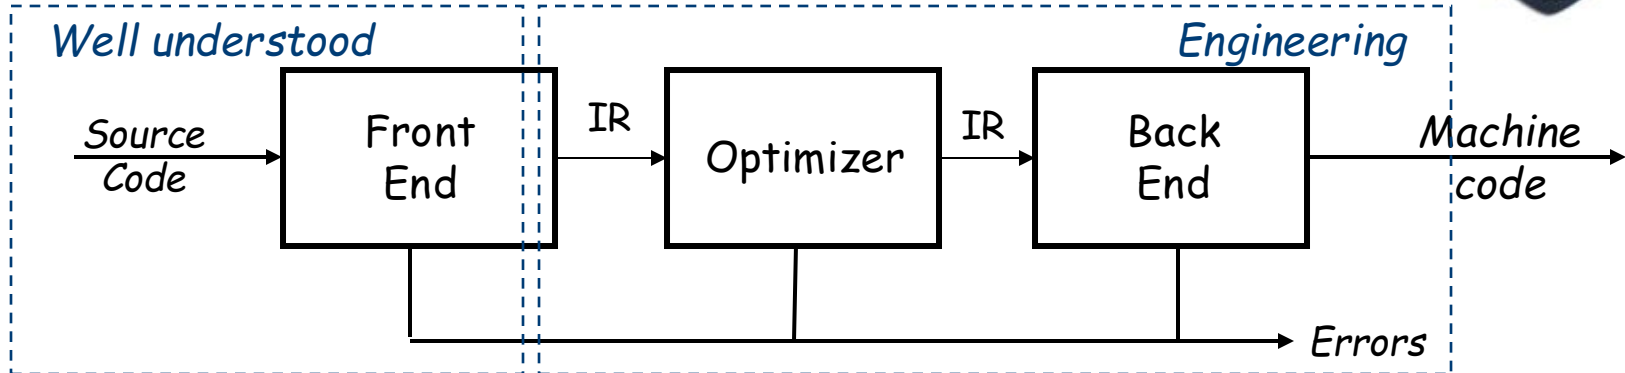 Well understood
Engineering
Source
Code
Front
End
IR
Optimizer
IR
Back
End
Machine
code
Errors